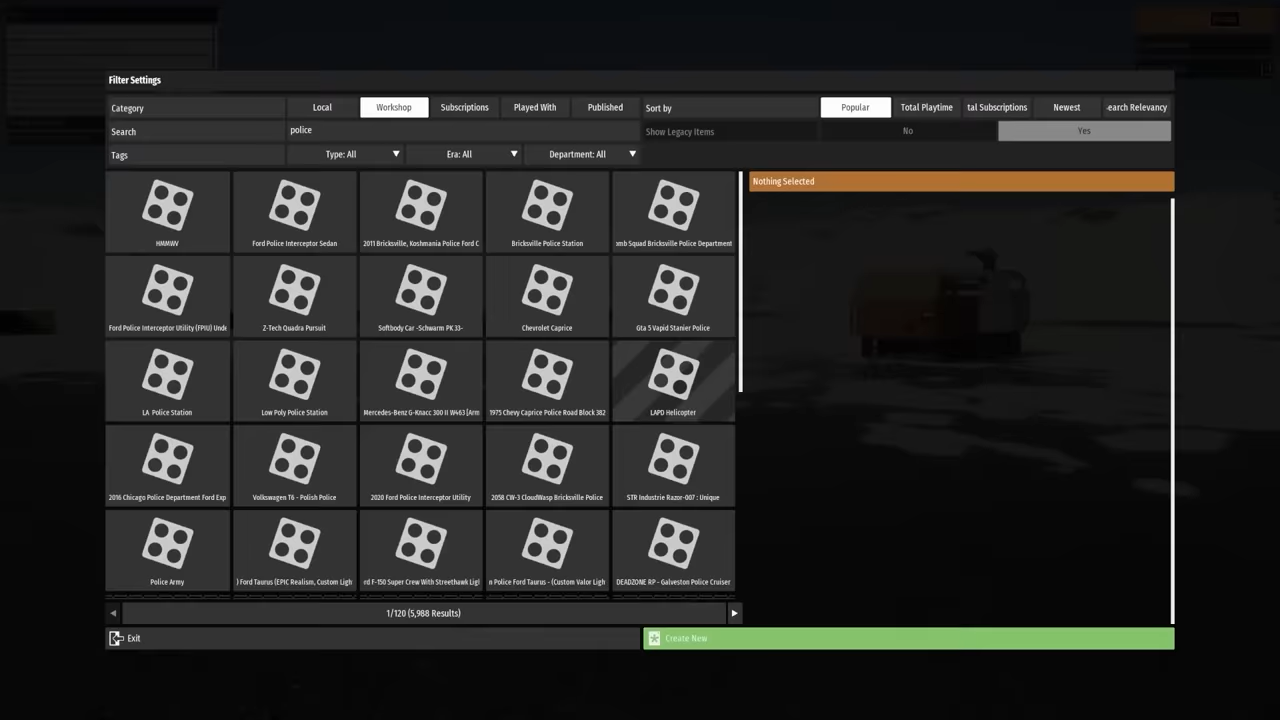 Filter Settings
Category
Local
Workshop
Subscriptions
Played With
Published
Sort by
Popular
Total Playtime
tal Subscriptions
Newest
earch Relevancy
Search
police
Show Legacy Items
No
Yes
Tags
Type: All
Era: All
Department: All
Nothing Selected
HMMWV
Ford Police Interceptor Sedan
2011 Bricksville, Koshmania Police Ford C
Bricksville Police Station
omb Squad Bricksville Police Department
Ford Police Interceptor Utility (FPIU) Unde
Z-Tech Quadra Pursuit
Softbody Car -Schwarm PK 33-
Chevrolet Caprice
Gta 5 Vapid Stanier Police
LA Police Station
Low Poly Police Station
Mercedes-Benz G-Knacc 300 II W463 [Arm
1975 Chevy Caprice Police Road Block 382
LAPD Helicopter
2016 Chicago Police Department Ford Exp
Volkswagen T6 - Polish Police
2020 Ford Police Interceptor Utility
2058 CW-3 CloudWasp Bricksville Police
STR Industrie Razor-007 : Unique
Police Army
) Ford Taurus (EPIC Realism, Custom Ligh
rd F-150 Super Crew With Streethawk Ligh
n Police Ford Taurus - (Custom Valor Ligh
DEADZONE RP - Galveston Police Cruiser
1/120 (5,988 Results)
Exit
Create New